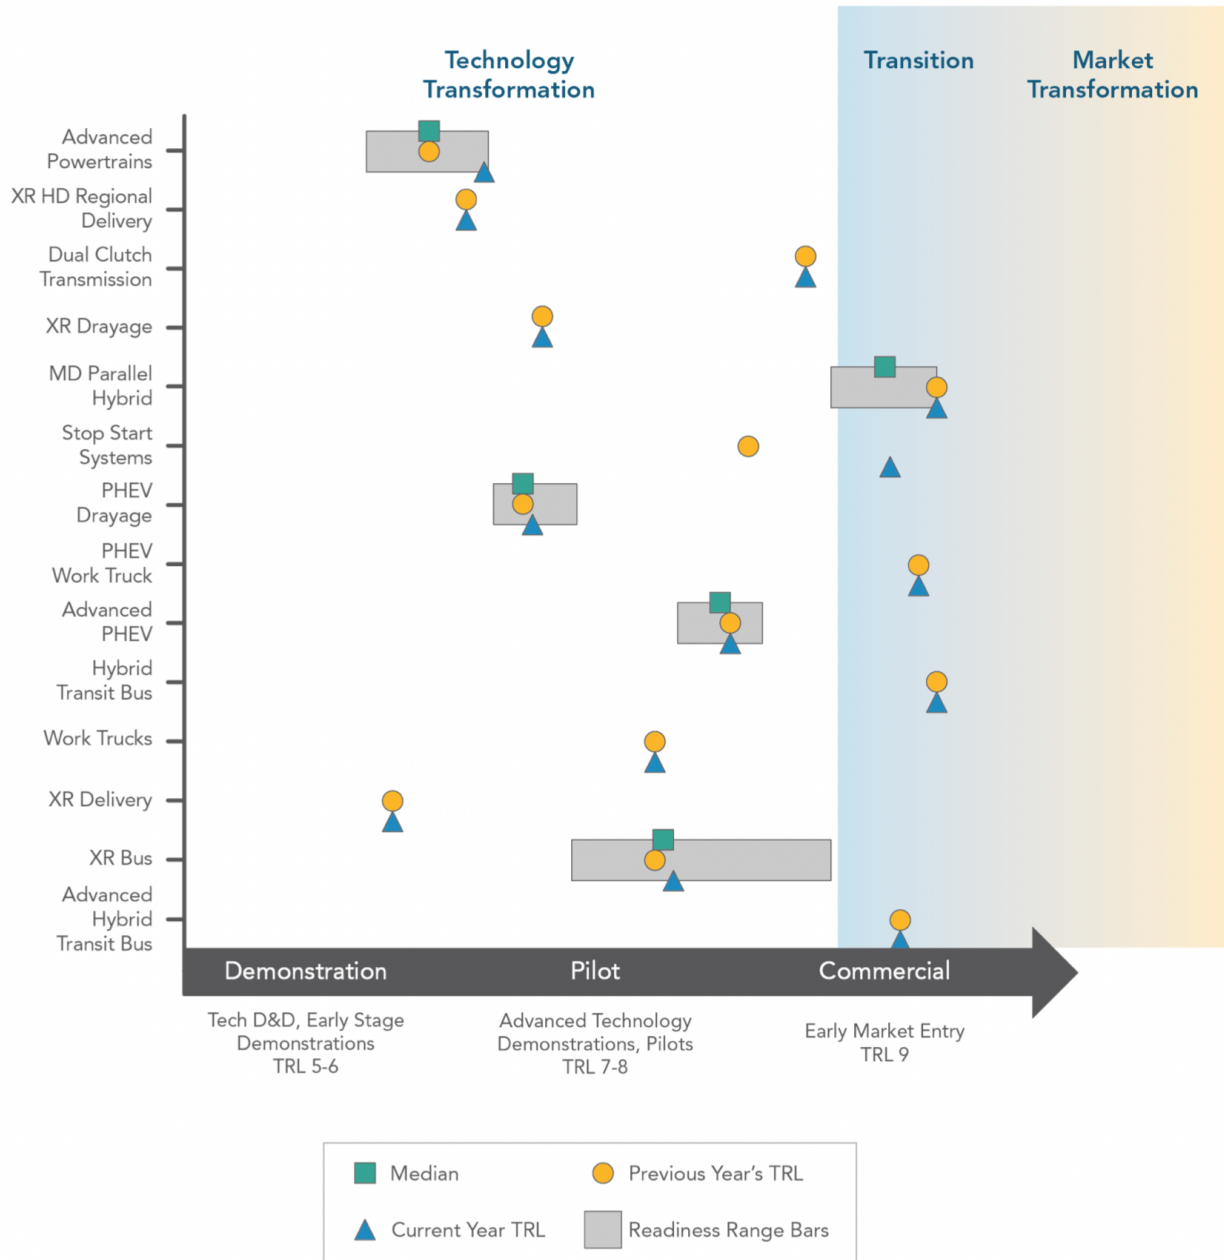 Technology
Transformation
Transition
Market
Transformation
Advanced
Powertrains
XR HD Regional
Delivery
Dual Clutch
Transmission
XR Drayage
MD Parallel
Hybrid
Stop Start
Systems
PHEV
Drayage
PHEV
Work Truck
Advanced
PHEV
Hybrid
Transit Bus
Work Trucks
XR Delivery
XR Bus
Advanced
Hybrid
Transit Bus
Demonstration
Pilot
Commercial
Tech D&D, Early Stage
Demonstrations
TRL 5-6
Advanced Technology
Demonstrations, Pilots
TRL 7-8
Early Market Entry
TRL 9
Median
Previous Year's TRL
Current Year TRL
Readiness Range Bars